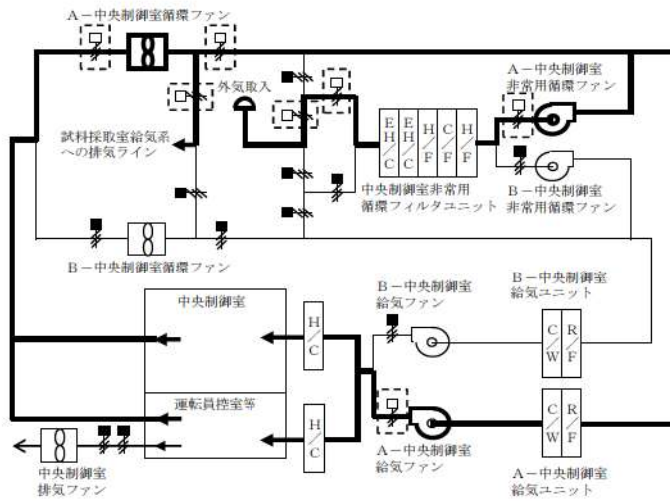 A－中央制御室循環ファン
外気取入
A－中央制御室
非常用循環ファン
試料採取室給気系
への排気ライン
E
H
/
C
E
H
/
C
H
/
F
C
/
F
H
/
F
中央制御室非常用
循環フィルタユニット
B－中央制御室
非常用循環ファン
B－中央制御室循環ファン
中央制御室
H
/
C
B－中央制御室
給気ファン
B－中央制御室
給気ユニット
C
/
W
R
/
F
運転員控室等
H
/
C
C
/
W
R
/
F
中央制御室
排気ファン
A－中央制御室
給気ファン
A－中央制御室
給気ユニット